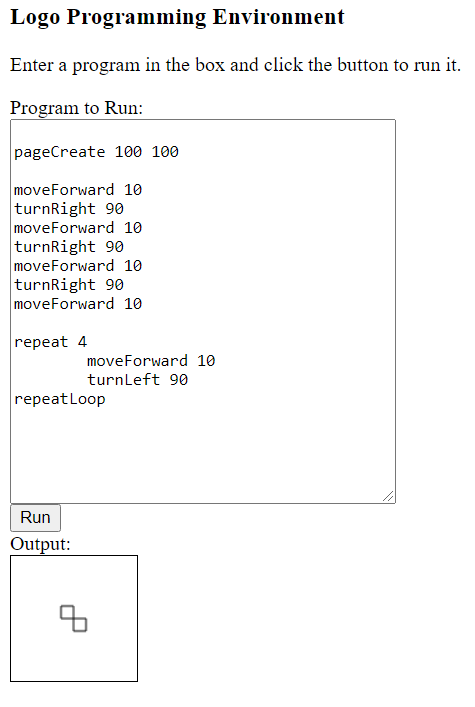 Logo Programming Environment
Enter a program in the box and click the button to run it.
Program to Run:
pageCreate 100 100
moveForward 10
turnRight 90
moveForward 10
turnRight 90
moveForward 10
turnRight 90
moveForward 10
repeat 4
moveForward 10
turnLeft 90
repeatLoop
Run
Output: